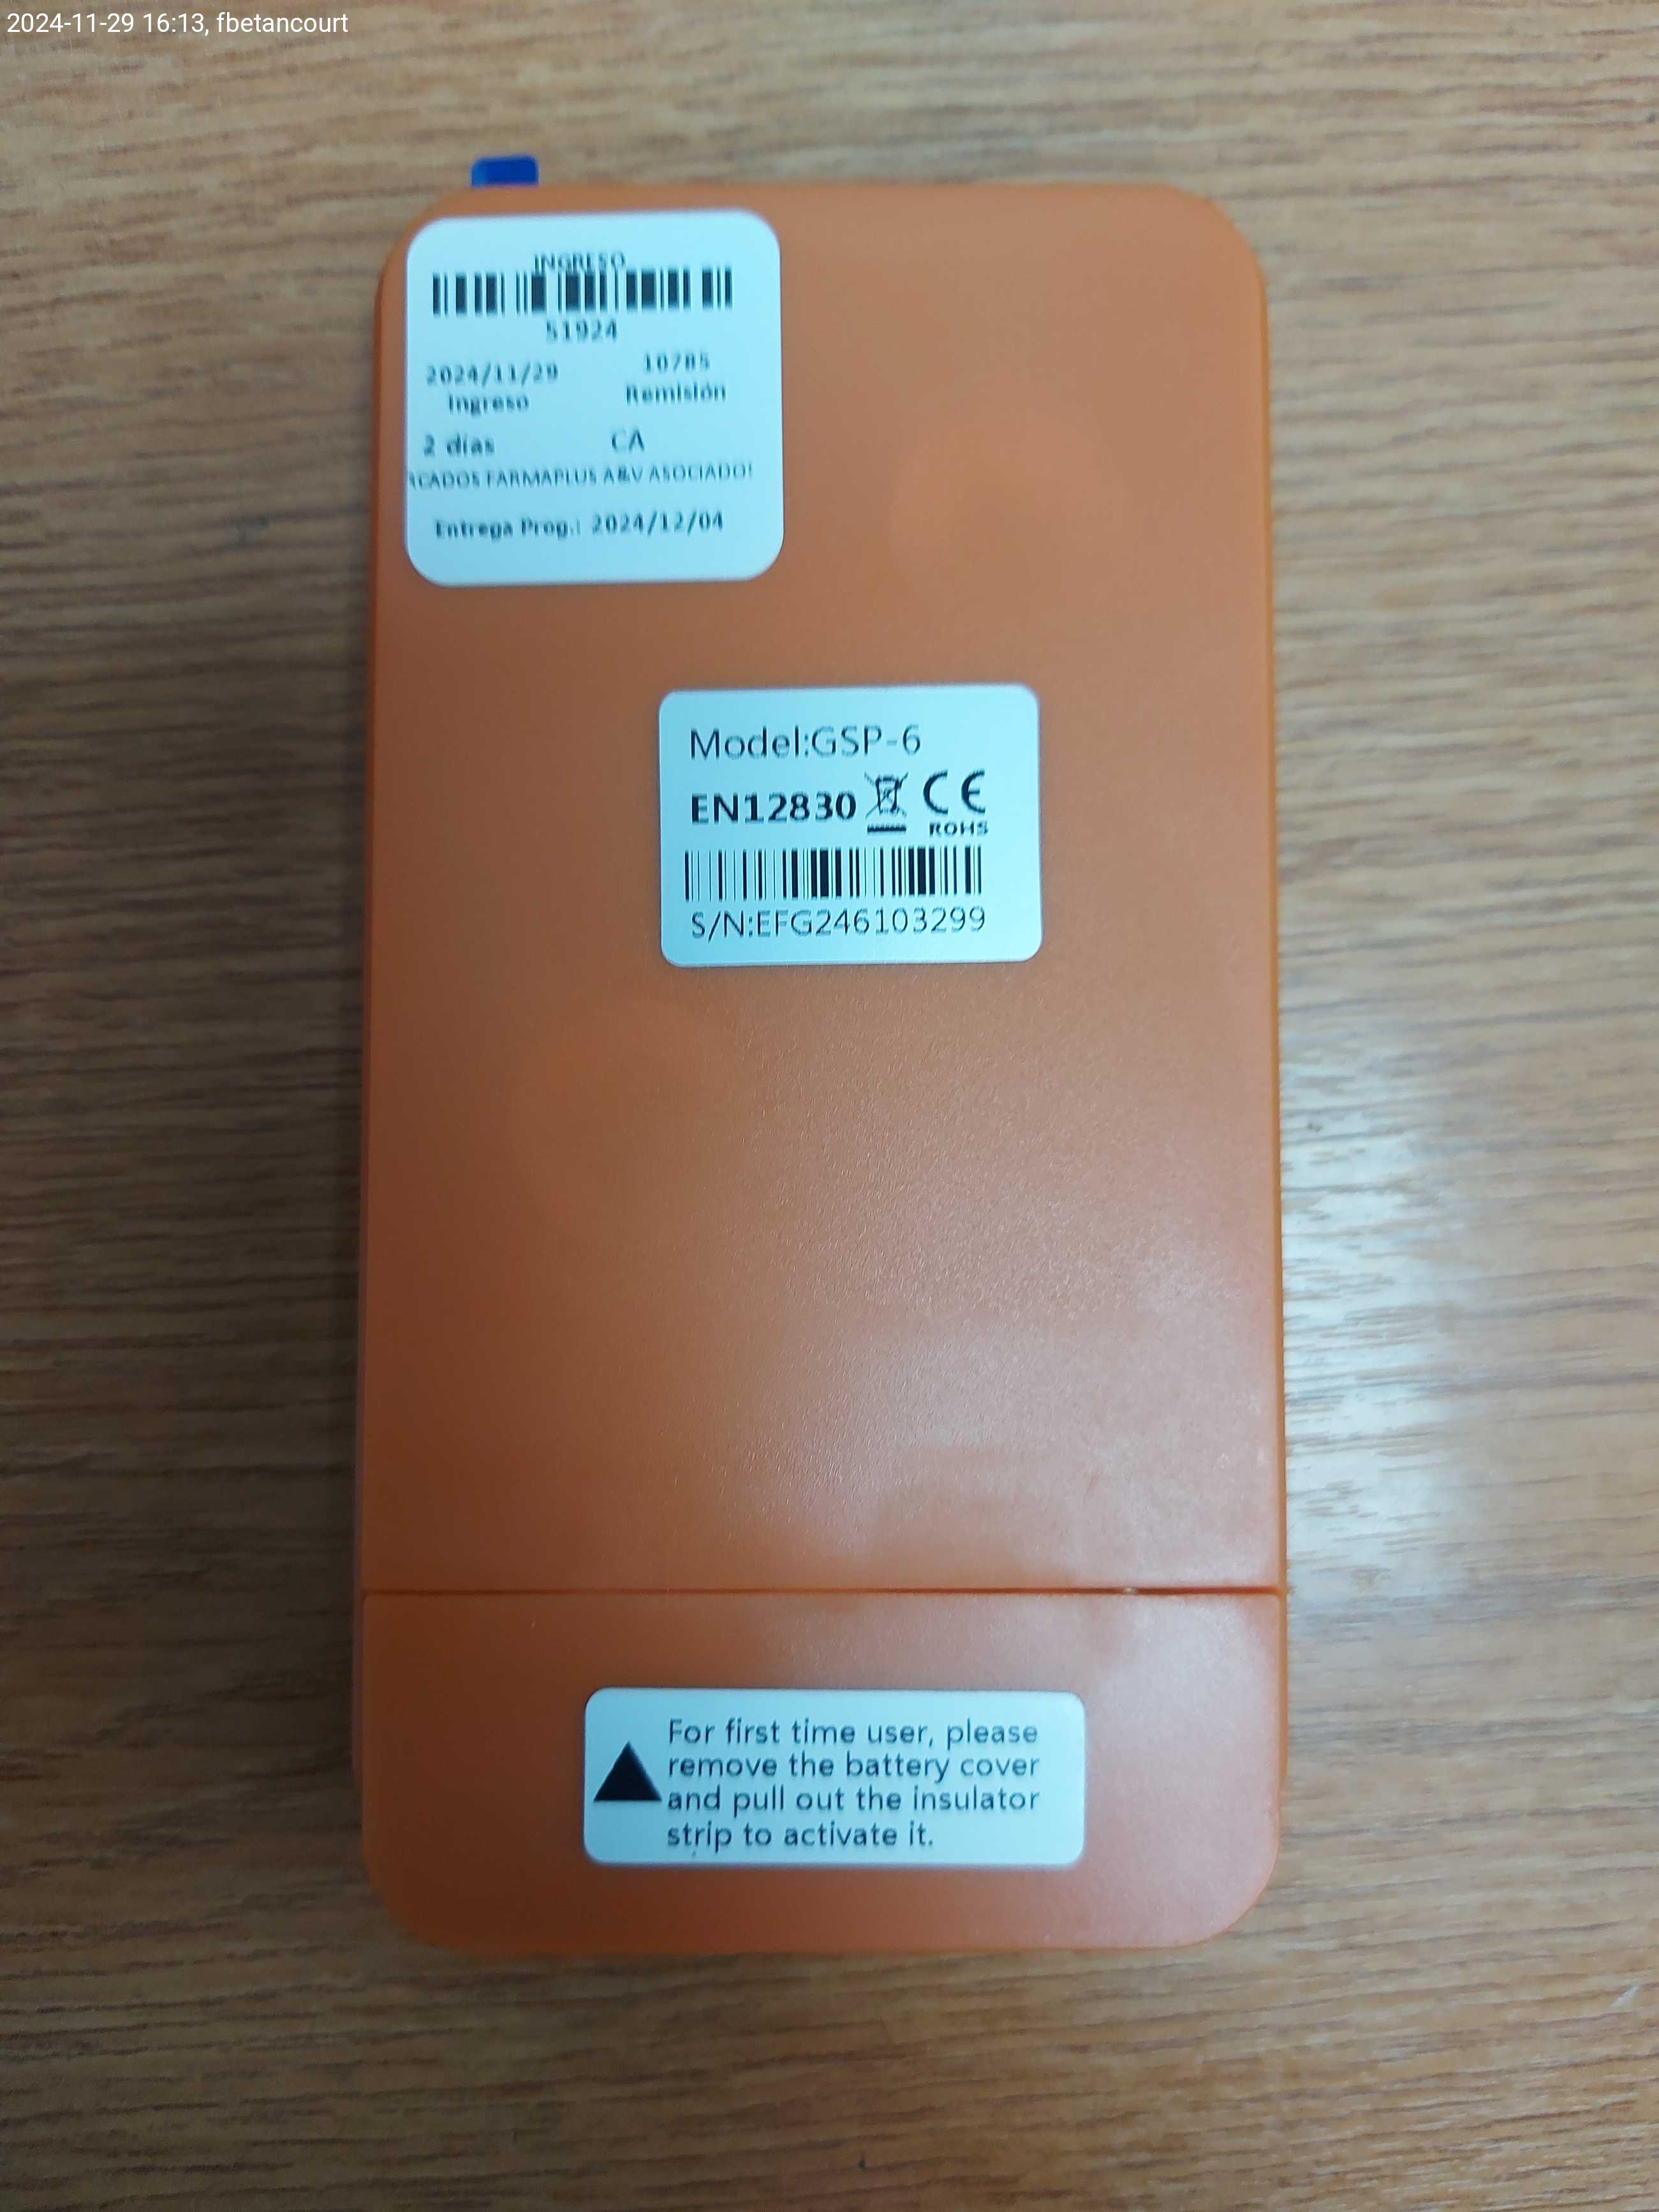 2024-11-29 16:13, fbetancourt
INGRESO
51924
2024/11/29 10785
Ingreso Remisión
2 días CA
RCADOS FARMAPLUS A&V ASOCIADO
Entrega Prog.: 2024/12/04
Model:GSP-6
EN12830 CE
ROHS
S/N:EFG246103299
For first time user, please
remove the battery cover
and pull out the insulator
strip to activate it.